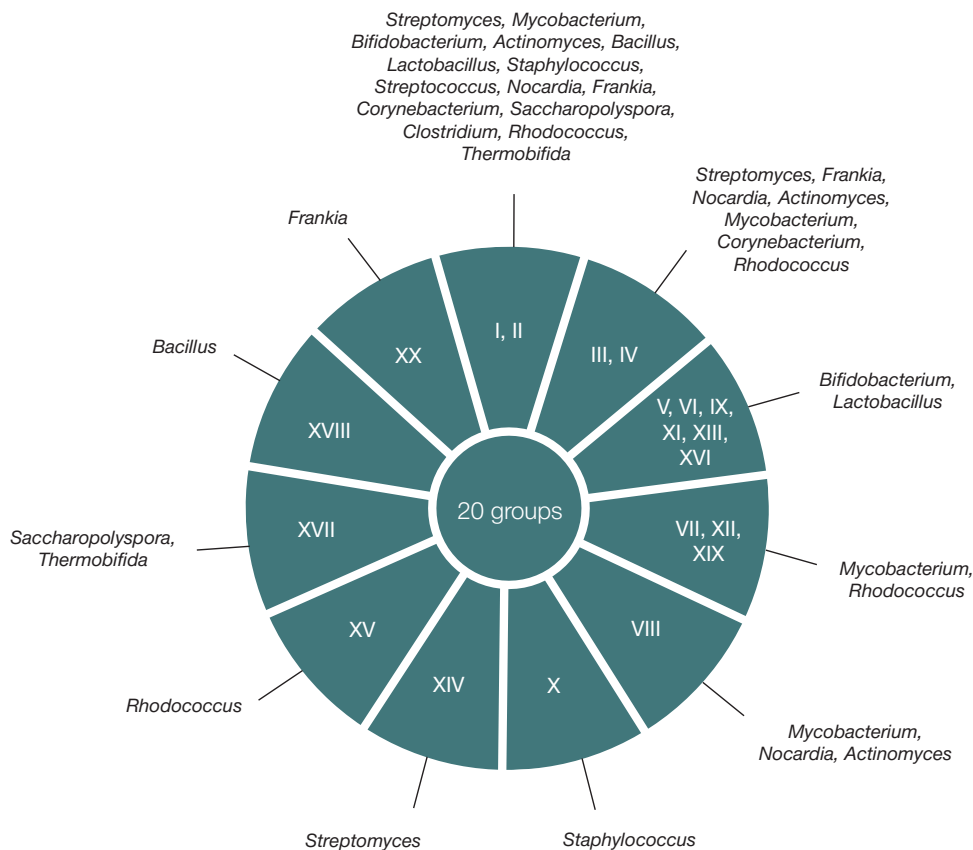 Streptomyces, Mycobacterium,
Bifidobacterium, Actinomyces, Bacillus,
Lactobacillus, Staphylococcus,
Streptococcus, Nocardia, Frankia,
Corynebacterium, Saccharopolyspora,
Clostridium, Rhodococcus,
Thermobifida
Streptomyces, Frankia,
Nocardia, Actinomyces,
Mycobacterium,
Corynebacterium,
Rhodococcus
Frankia
I, II
III, IV
XX
Bacillus
Bifidobacterium,
Lactobacillus
V, VI, IX,
XI, XIII,
XVI
XVIII
20 groups
XVII
Saccharopolyspora,
Thermobifida
VII, XII,
XIX
Mycobacterium,
Rhodococcus
XV
VIII
XIV
X
Rhodococcus
Mycobacterium,
Nocardia, Actinomyces
Streptomyces
Staphylococcus